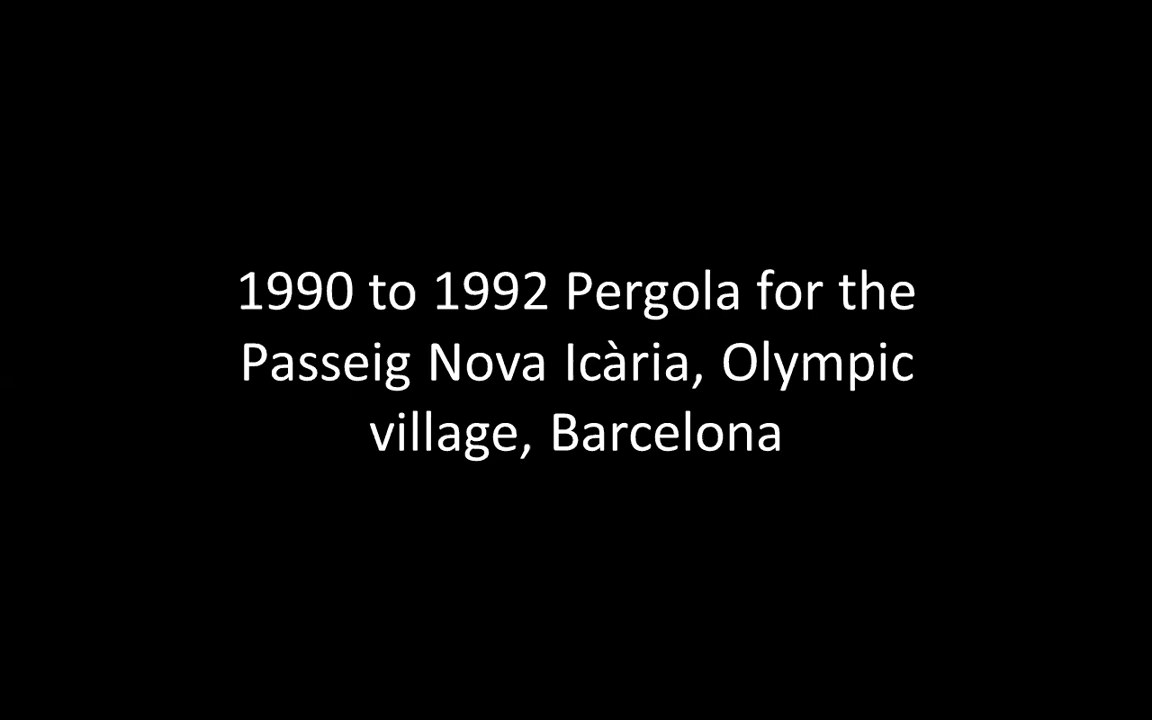 1990 to 1992 Pergola for the
Passeig Nova Icària, Olympic
village, Barcelona